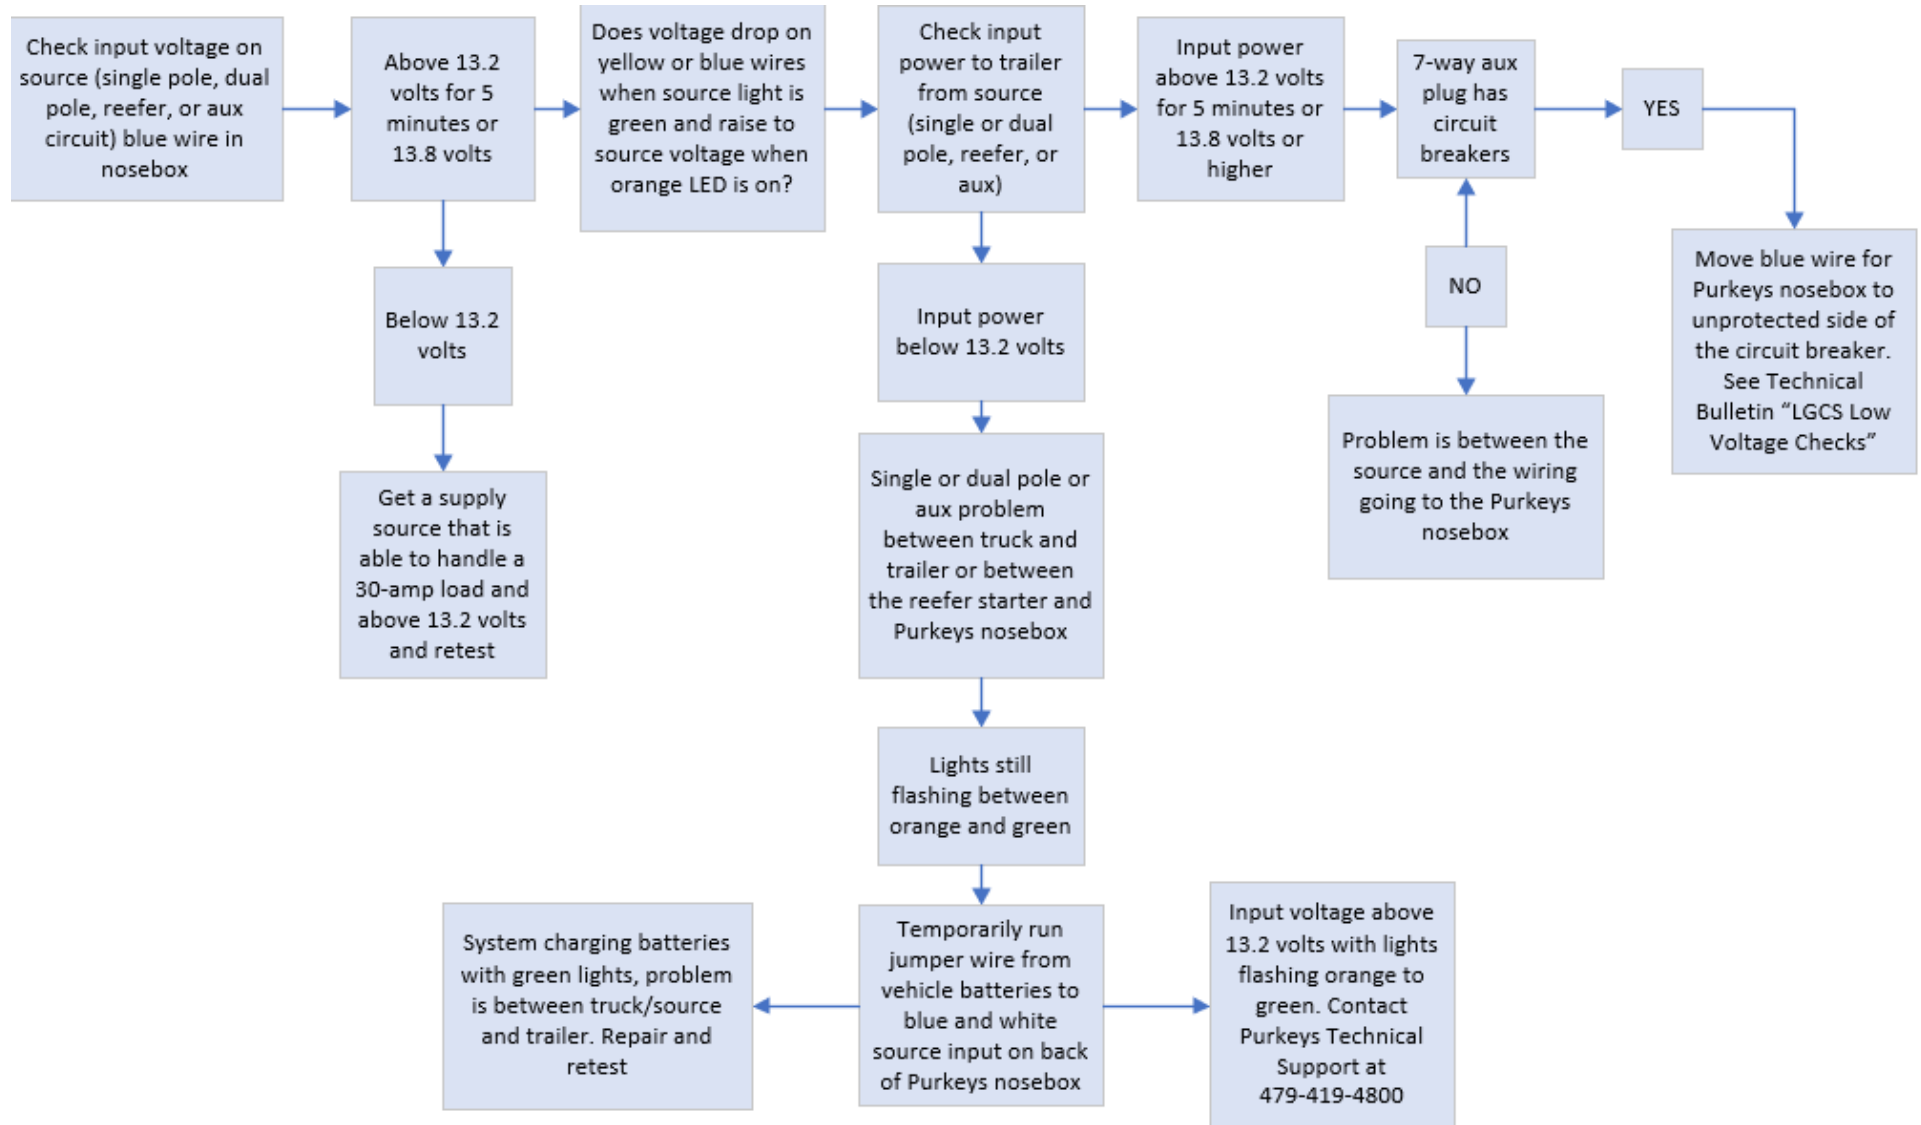 Check input voltage on
source (single pole, dual
pole, reefer, or aux
circuit) blue wire in
nosebox
Above 13.2
volts for 5
minutes or
13.8 volts
Does voltage drop on
yellow or blue wires
when source light is
green and raise to
source voltage when
orange LED is on?
Check input
power to trailer
from source
(single or dual
pole, reefer, or
aux)
Input power
above 13.2 volts
for 5 minutes or
13.8 volts or
higher
7-way aux
plug has
circuit
breakers
YES
Move blue wire for
Purkeys nosebox to
unprotected side of
the circuit breaker.
See Technical
Bulletin “LGCS Low
Voltage Checks”
NO
Problem is between the
source and the wiring
going to the Purkeys
nosebox
Below 13.2
volts
Get a supply
source that is
able to handle a
30-amp load and
above 13.2 volts
and retest
Input power
below 13.2 volts
Single or dual pole or
aux problem
between truck and
trailer or between
the reefer starter and
Purkeys nosebox
Lights still
flashing between
orange and green
Temporarily run
jumper wire from
vehicle batteries to
blue and white
source input on back
of Purkeys nosebox
System charging batteries
with green lights, problem
is between truck/source
and trailer. Repair and
retest
Input voltage above
13.2 volts with lights
flashing orange to
green. Contact
Purkeys Technical
Support at
479-419-4800